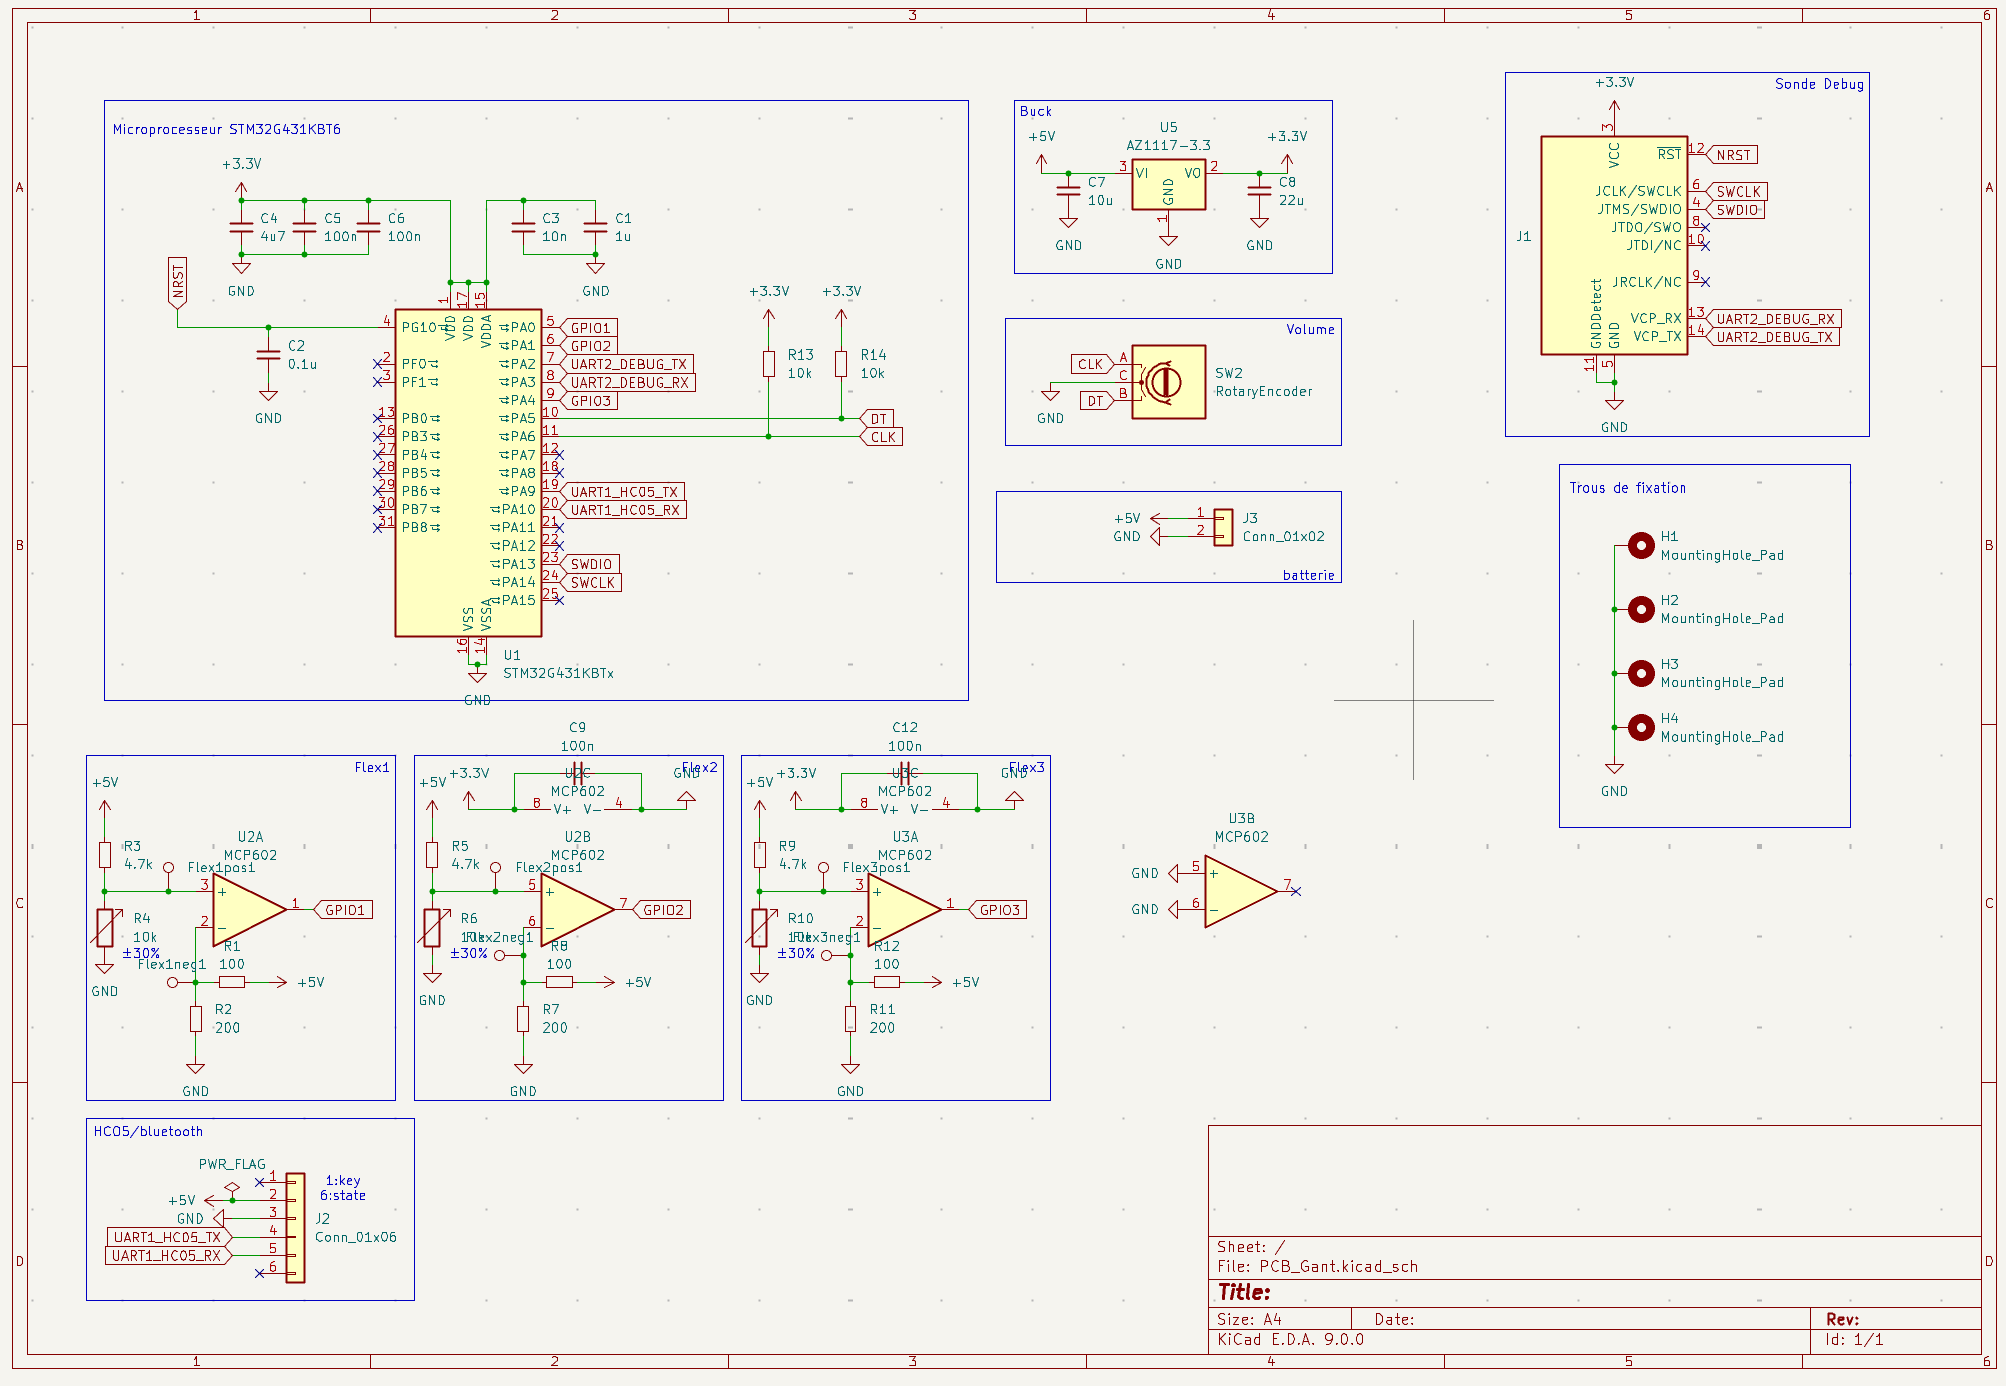 1 2 3 4 5 6
A
B
C
D
Microprocesseur STM32G431KBT6
+3.3V
C4
4u7
C5
100n
C6
100n
C3
10n
C1
1u
GND
GND
NRST
C2
0.1u
GND
1 17 15
VDD VDD VDDA
4 PG10
2 PF0
3 PF1
13 PB0
26 PB3
27 PB4
28 PB5
29 PB6
30 PB7
31 PB8
PA0 5 GPIO1
PA1 6 GPIO2
PA2 7 UART2_DEBUG_TX
PA3 8 UART2_DEBUG_RX
PA4 9 GPIO3
PA5 10 DT
PA6 11 CLK
PA7 12
PA8 18
PA9 19 UART1_HC05_TX
PA10 20 UART1_HC05_RX
PA11 21
PA12 22
PA13 23 SWDIO
PA14 24 SWCLK
PA15 25
VSS VSSA
16 14
U1
STM32G431KBTx
GND
+3.3V +3.3V
R13
10k
R14
10k
Buck
+5V
U5
AZ1117-3.3
+3.3V
3 VI VO 2
GND
1
C7
10u
C8
22u
GND
GND
GND
Volume
CLK A
C
DT B
GND
SW2
RotaryEncoder
+5V 1
GND 2
J3
Conn_01x02
batterie
Sonde Debug
+3.3V
3
VCC
J1
RST 12 NRST
JCLK/SWCLK 6 SWCLK
JTMS/SWDIO 4 SWDIO
JTDO/SWO 8
JTDI/NC 10
JRCLK/NC 9
VCP_RX 13 UART2_DEBUG_RX
VCP_TX 14 UART2_DEBUG_TX
GNDDetect GND
11 5
GND
Trous de fixation
H1
MountingHole_Pad
H2
MountingHole_Pad
H3
MountingHole_Pad
H4
MountingHole_Pad
GND
Flex1
+5V
R3
4.7k
Flex1pos1
U2A
MCP602
3 +
2 −
1 GPIO1
R4
10k
±30%
GND
Flex1neg1
R1
100
+5V
R2
200
GND
C9
100n
Flex2
+5V
+3.3V
U2C
MCP602
8 V+ V- 4
GND
R5
4.7k
Flex2pos1
U2B
MCP602
5 +
6 −
7 GPIO2
R6
10k
±30%
GND
Flex2neg1
R8
100
+5V
R7
200
GND
C12
100n
Flex3
+5V
+3.3V
U3C
MCP602
8 V+ V- 4
GND
R9
4.7k
Flex3pos1
U3A
MCP602
3 +
2 −
1 GPIO3
R10
10k
±30%
GND
Flex3neg1
R12
100
+5V
R11
200
GND
U3B
MCP602
GND 5 +
GND 6 −
7
HC05/bluetooth
PWR_FLAG
1
+5V 2
GND 3
UART1_HC05_TX 4
UART1_HC05_RX 5
6
1:key
6:state
J2
Conn_01x06
Sheet: /
File: PCB_Gant.kicad_sch
Title:
Size: A4 Date: Rev:
KiCad E.D.A. 9.0.0 Id: 1/1
A
B
C
D
1 2 3 4 5 6